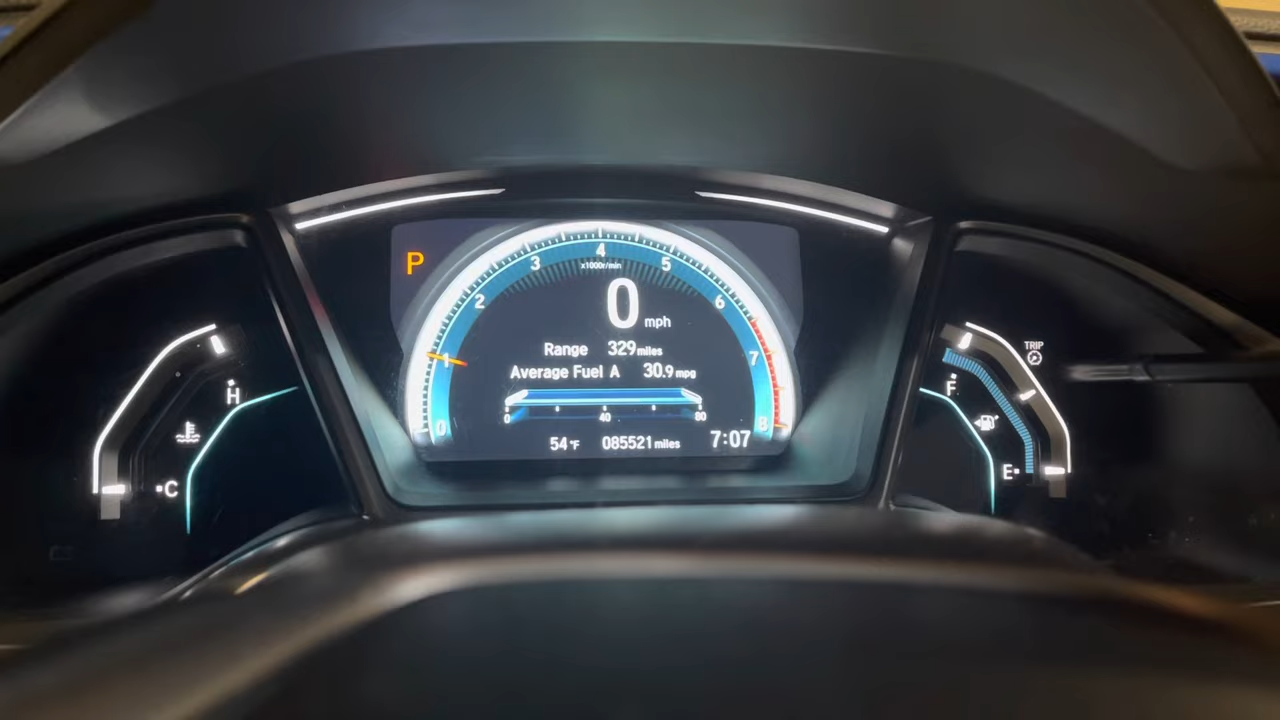 P
0
1
2
3
4
5
6
7
8
x1000r/min
0 mph
Range 329 miles
Average Fuel A 30.9 mpg
0 40 80
54°F 085521 miles 7:07
H
C
TRIP
F
E